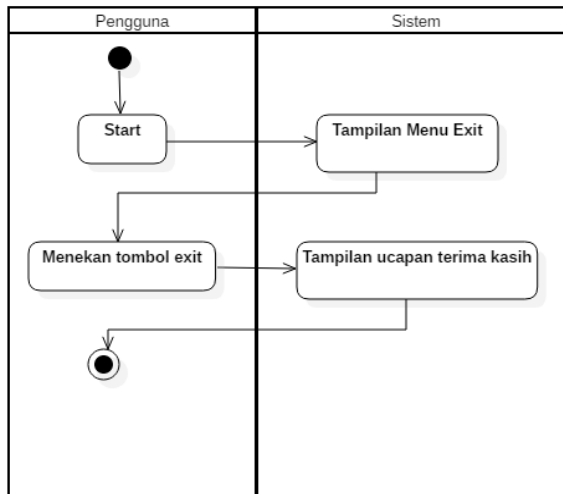 Pengguna
Sistem
Start
Tampilan Menu Exit
Menekan tombol exit
Tampilan ucapan terima kasih